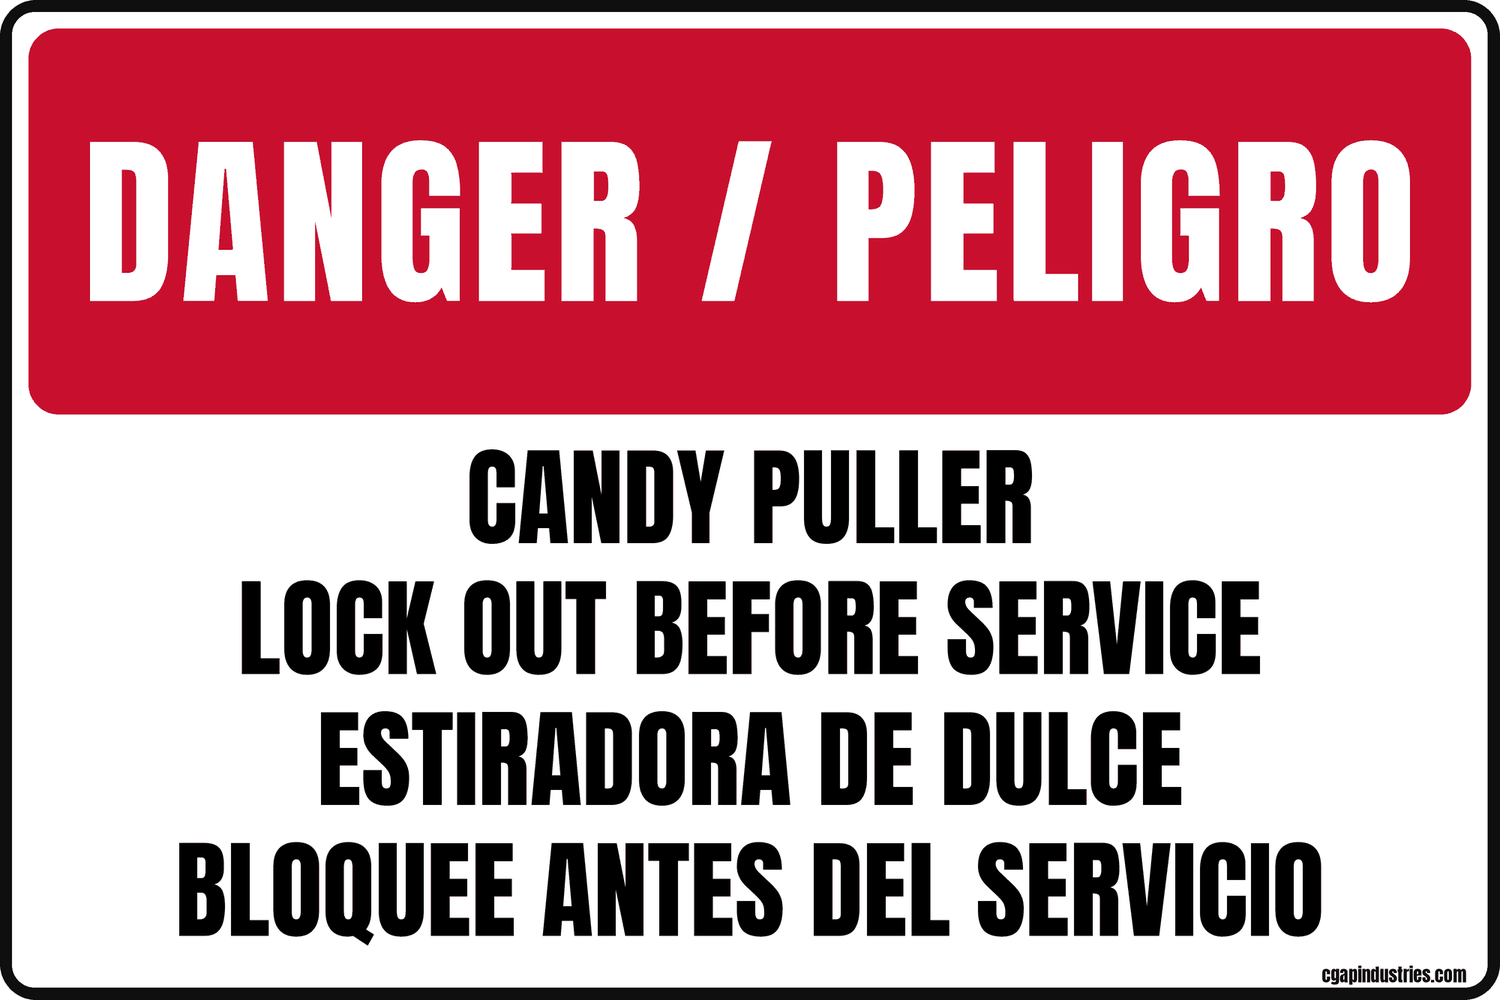 DANGER / PELIGRO
CANDY PULLER
LOCK OUT BEFORE SERVICE
ESTIRADORA DE DULCE
BLOQUEE ANTES DEL SERVICIO
cgapindustries.com